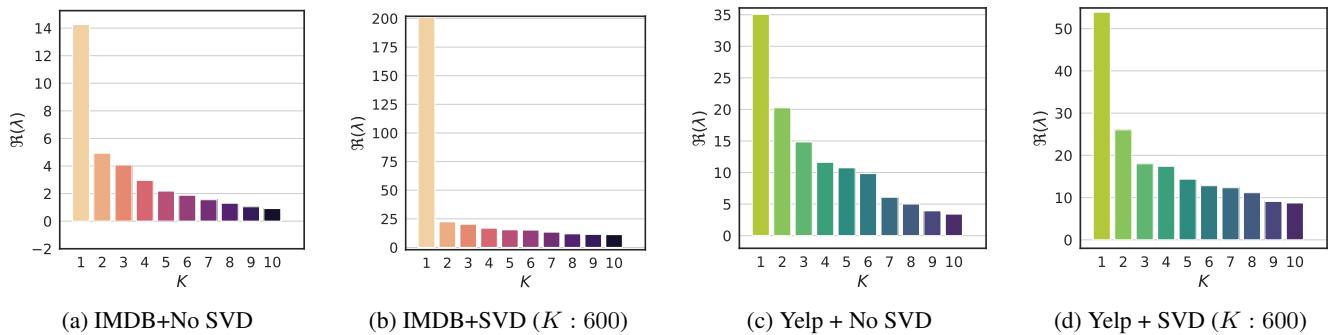 14
12
10
8
6
4
2
0
−2
ℜ(λ)
1 2 3 4 5 6 7 8 9 10
K
(a) IMDB+No SVD
200
175
150
125
100
75
50
25
0
ℜ(λ)
1 2 3 4 5 6 7 8 9 10
K
(b) IMDB+SVD (K : 600)
35
30
25
20
15
10
5
0
ℜ(λ)
1 2 3 4 5 6 7 8 9 10
K
(c) Yelp + No SVD
50
40
30
20
10
0
ℜ(λ)
1 2 3 4 5 6 7 8 9 10
K
(d) Yelp + SVD (K : 600)